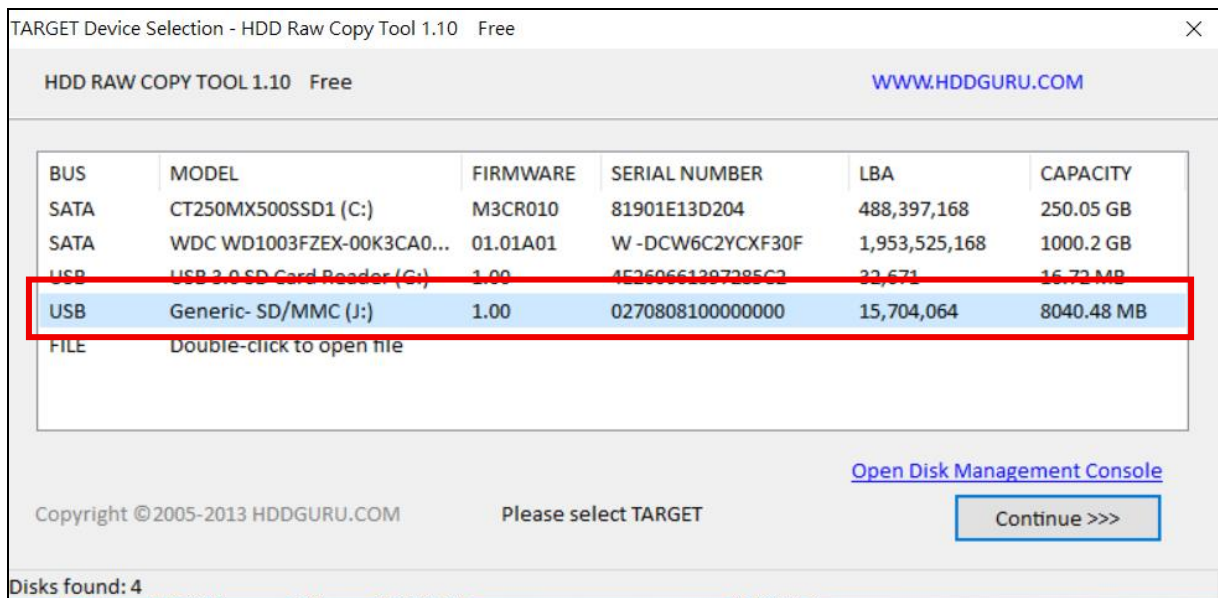 TARGET Device Selection - HDD Raw Copy Tool 1.10 Free
HDD RAW COPY TOOL 1.10 Free WWW.HDDGURU.COM
BUS MODEL FIRMWARE SERIAL NUMBER LBA CAPACITY
SATA CT250MX500SSD1 (C:) M3CR010 81901E13D204 488,397,168 250.05 GB
SATA WDC WD1003FZEX-00K3CA0... 01.01A01 W -DCW6C2YCXF30F 1,953,525,168 1000.2 GB
USB USB 3.0 SD Card Reader (G:) 1.00 4E260661397285C2 32,671 16.72 MB
USB Generic- SD/MMC (J:) 1.00 0270808100000000 15,704,064 8040.48 MB
FILE Double-click to open file
Open Disk Management Console
Copyright ©2005-2013 HDDGURU.COM Please select TARGET Continue >>>
Disks found: 4